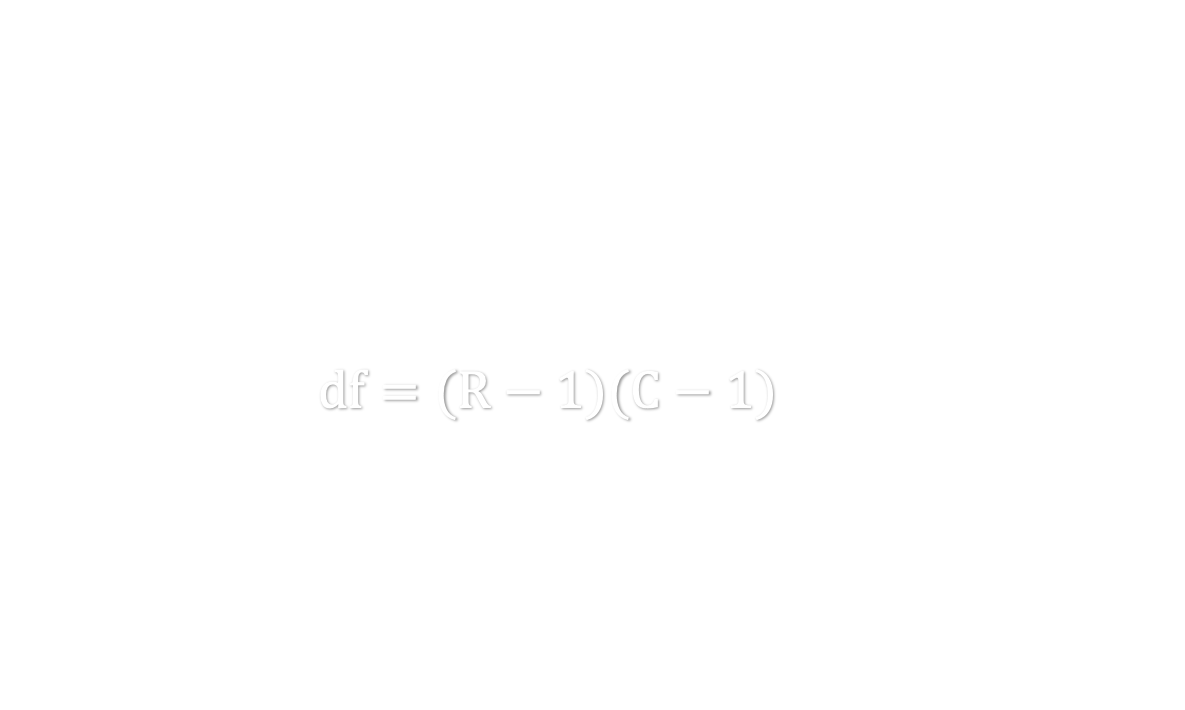 df = (R − 1)(C − 1)